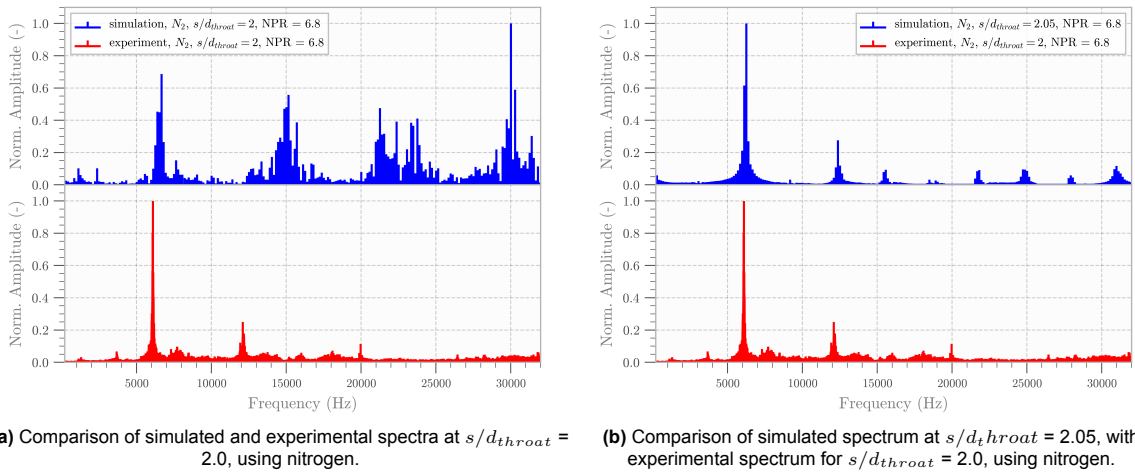 simulation, N₂, s/d_throat = 2, NPR = 6.8
experiment, N₂, s/d_throat = 2, NPR = 6.8
Norm. Amplitude (-)
1.0
0.8
0.6
0.4
0.2
0.0
Norm. Amplitude (-)
1.0
0.8
0.6
0.4
0.2
0.0
5000 10000 15000 20000 25000 30000
Frequency (Hz)
simulation, N₂, s/d_throat = 2.05, NPR = 6.8
experiment, N₂, s/d_throat = 2, NPR = 6.8
Norm. Amplitude (-)
1.0
0.8
0.6
0.4
0.2
0.0
Norm. Amplitude (-)
1.0
0.8
0.6
0.4
0.2
0.0
5000 10000 15000 20000 25000 30000
Frequency (Hz)
a) Comparison of simulated and experimental spectra at s/d_throat =
2.0, using nitrogen.
(b) Comparison of simulated spectrum at s/d_throat = 2.05, with
experimental spectrum for s/d_throat = 2.0, using nitrogen.